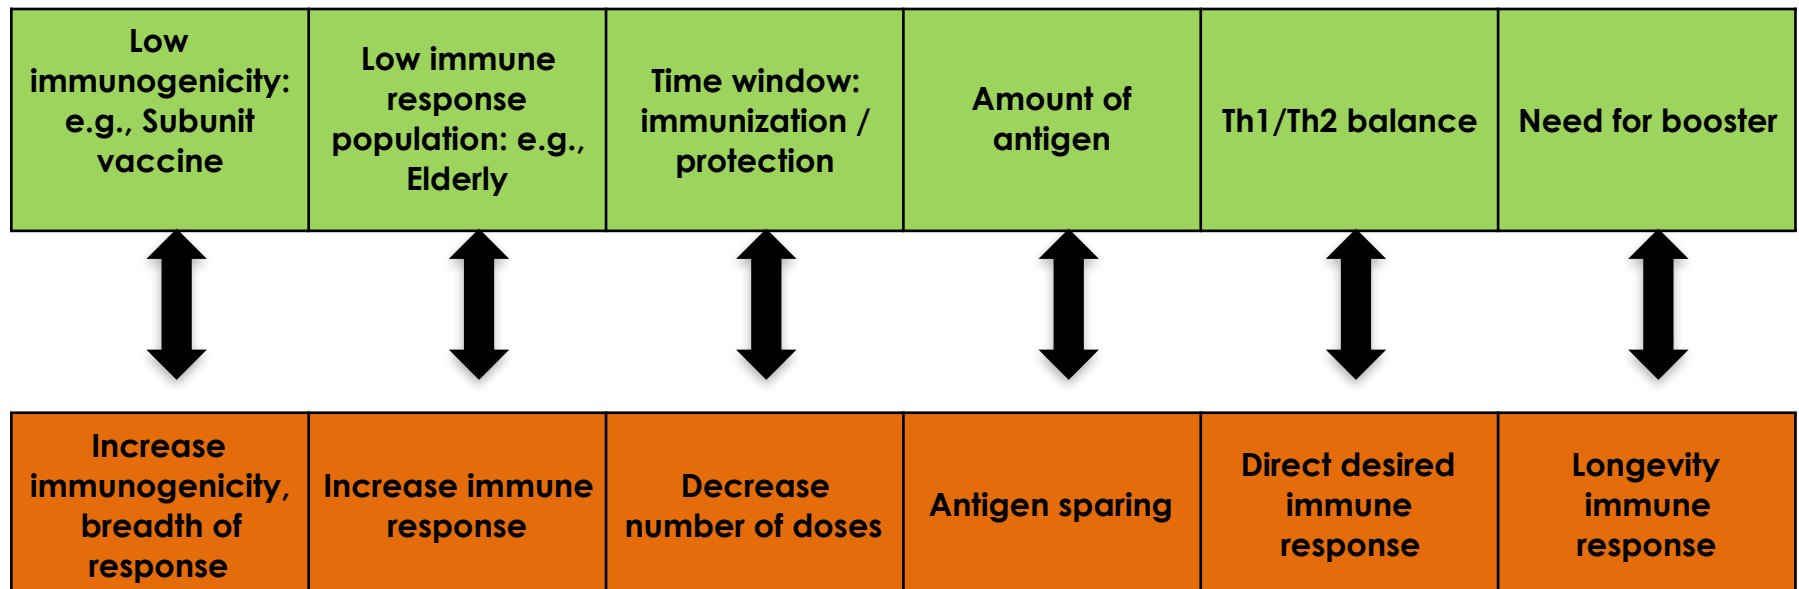 Low
immunogenicity:
e.g., Subunit
vaccine
Low immune
response
population: e.g.,
Elderly
Time window:
immunization /
protection
Amount of
antigen
Th1/Th2 balance
Need for booster
Increase
immunogenicity,
breadth of
response
Increase immune
response
Decrease
number of doses
Antigen sparing
Direct desired
immune
response
Longevity
immune
response